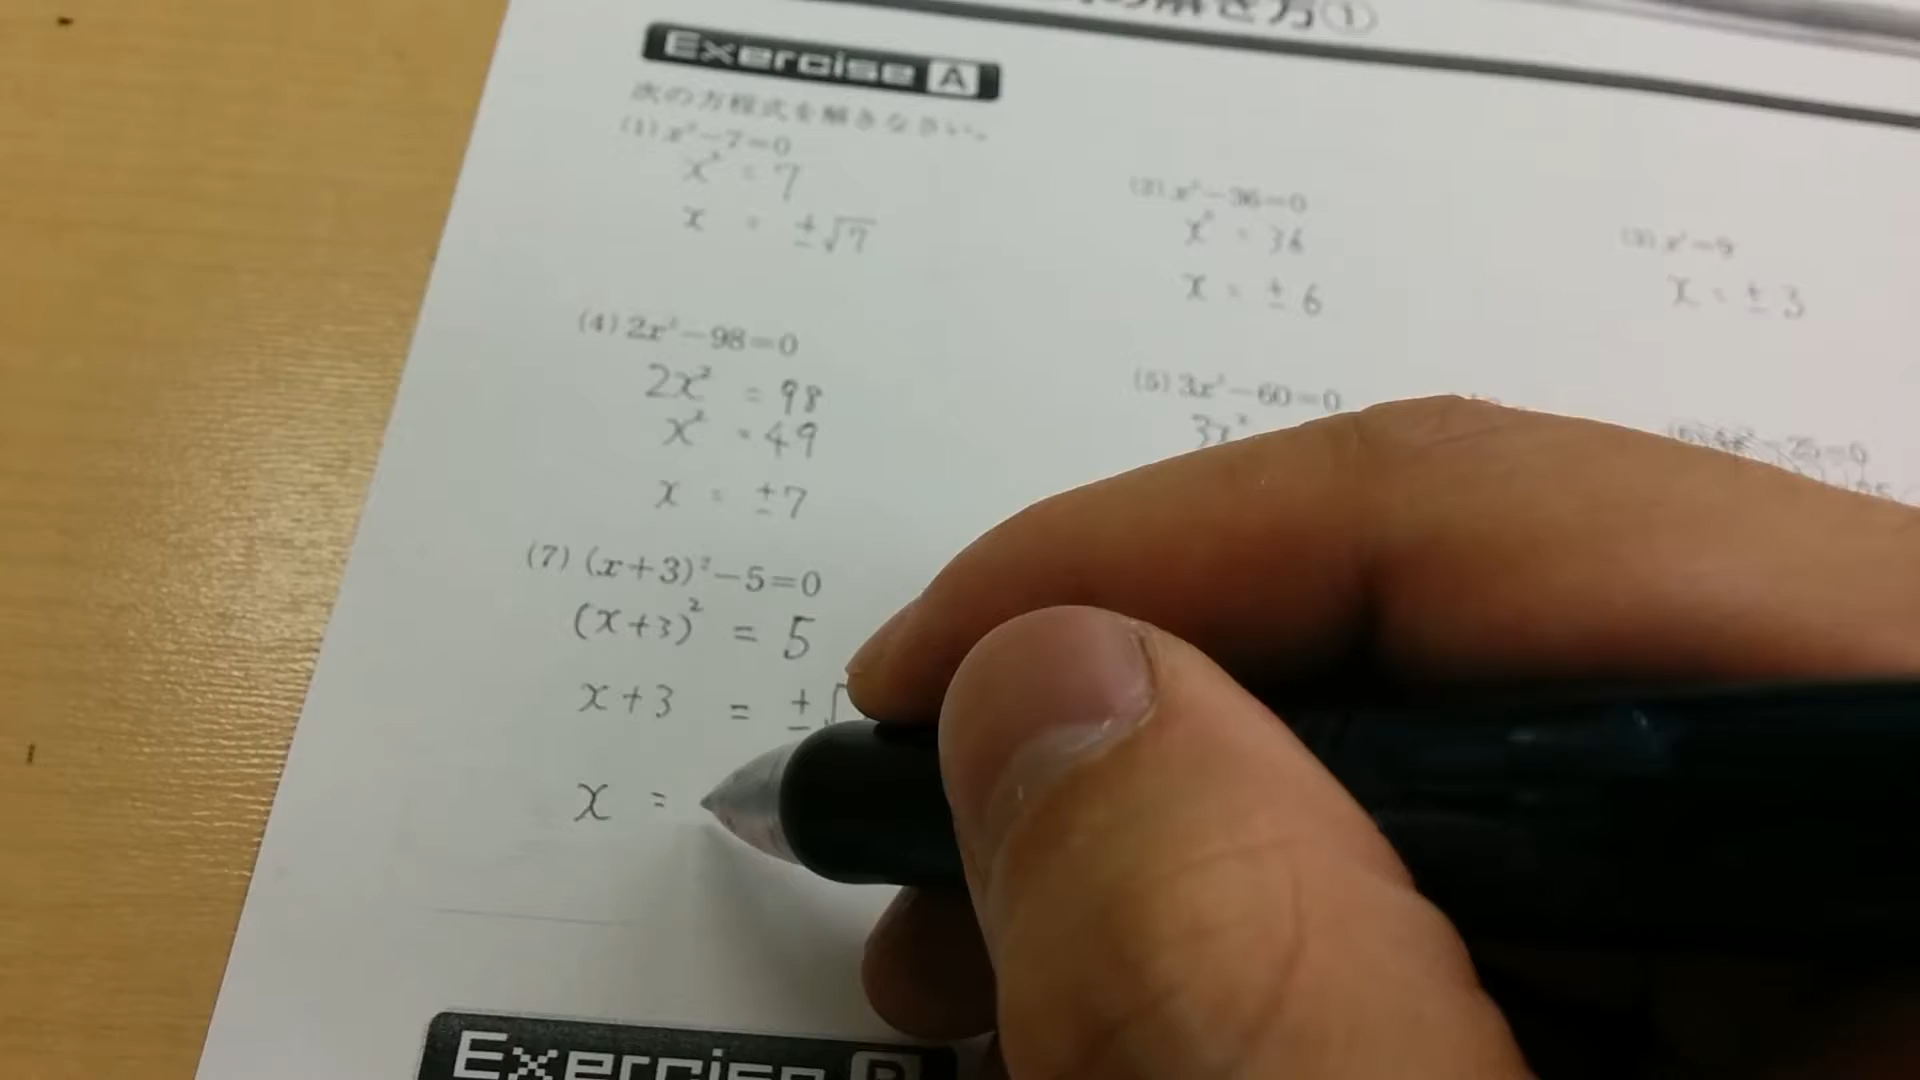 の解き方①
Exercise A
次の方程式を解きなさい。
(1) x²−7=0
x² = 7
x = ±√7
(2) x²−36=0
x² = 36
x = ±6
(3) x²=9
x = ±3
(4) 2x²−98=0
2x² = 98
x² = 49
x = ±7
(5) 3x²−60=0
3x²
−25=0
(7) (x+3)²−5=0
(x+3)² = 5
x+3 = ±√
x =
Exercise B